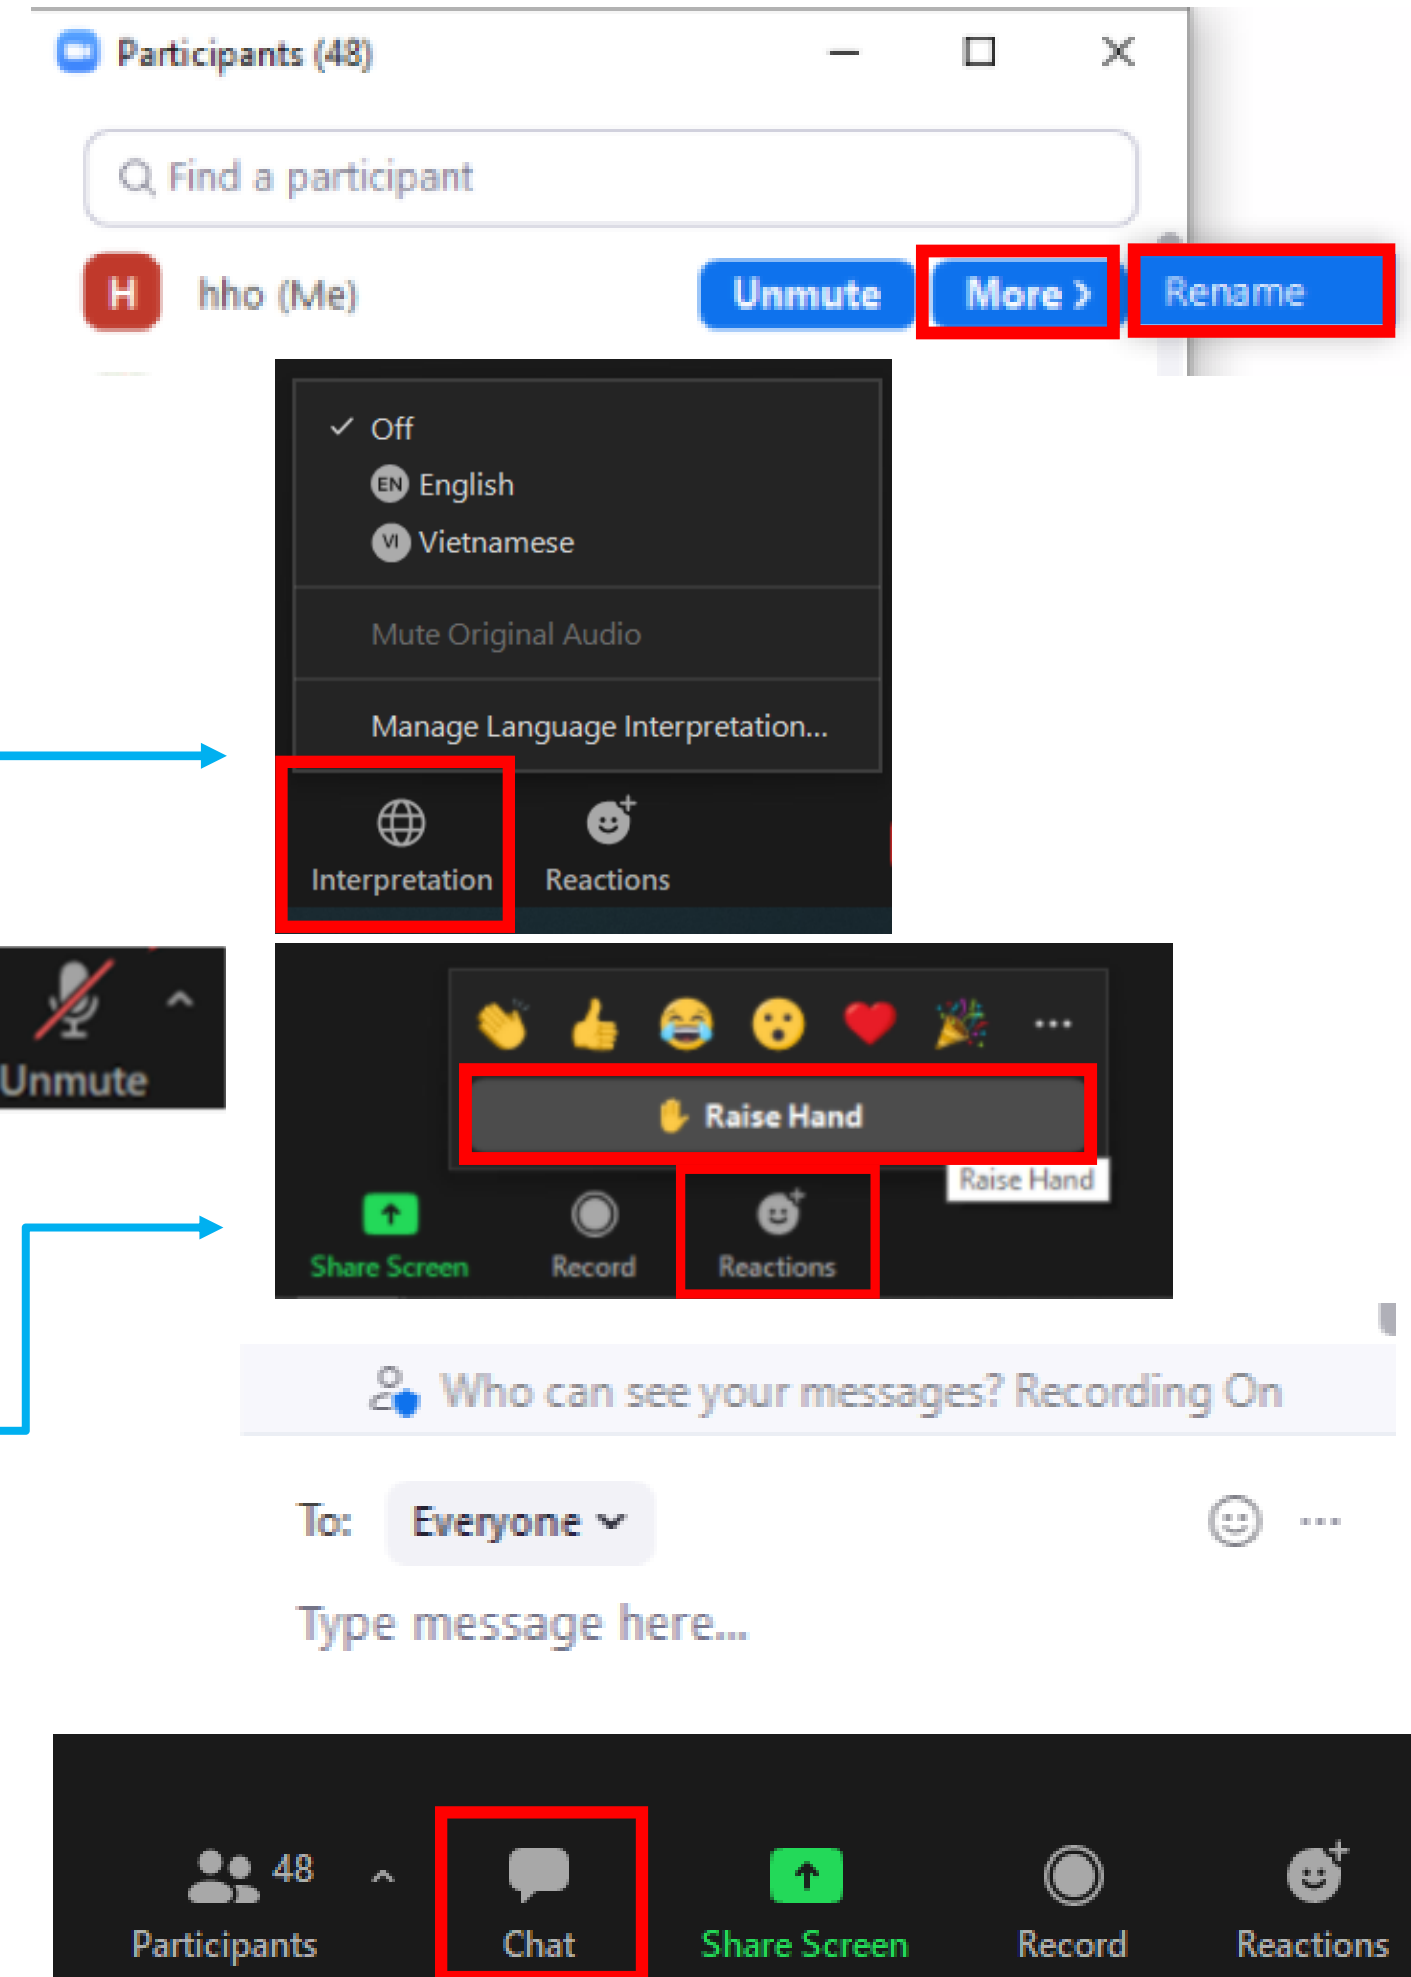 Participants (48)
Find a participant
H hho (Me) Unmute More > Rename
Off
EN English
VI Vietnamese
Mute Original Audio
Manage Language Interpretation...
Interpretation Reactions
Unmute
Raise Hand
Raise Hand
Share Screen Record Reactions
Who can see your messages? Recording On
To: Everyone
Type message here...
48
Participants Chat Share Screen Record Reactions